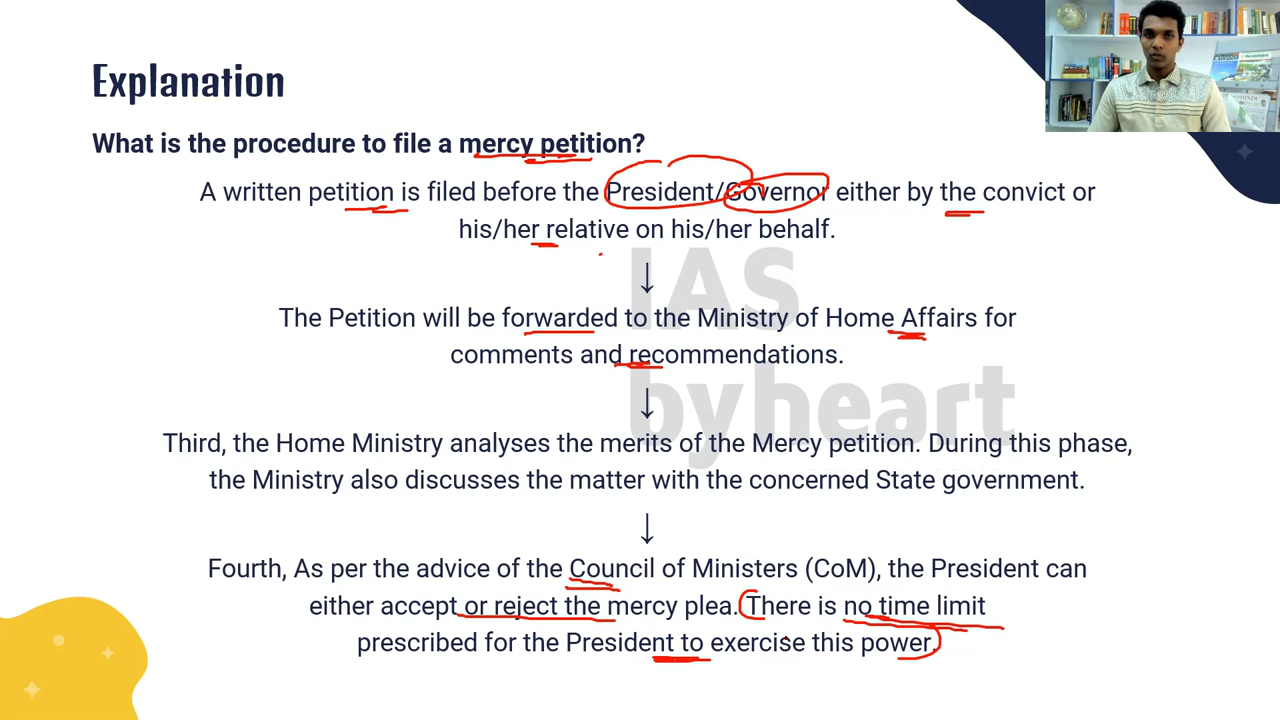 Explanation
What is the procedure to file a mercy petition?
A written petition is filed before the President/Governor either by the convict or
his/her relative on his/her behalf.
↓
The Petition will be forwarded to the Ministry of Home Affairs for
comments and recommendations.
↓
Third, the Home Ministry analyses the merits of the Mercy petition. During this phase,
the Ministry also discusses the matter with the concerned State government.
↓
Fourth, As per the advice of the Council of Ministers (CoM), the President can
either accept or reject the mercy plea. There is no time limit
prescribed for the President to exercise this power.
IAS
byheart